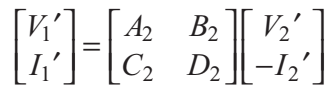 [V₁′] = [A₂ B₂] [V₂′]
[I₁′] [C₂ D₂] [−I₂′]